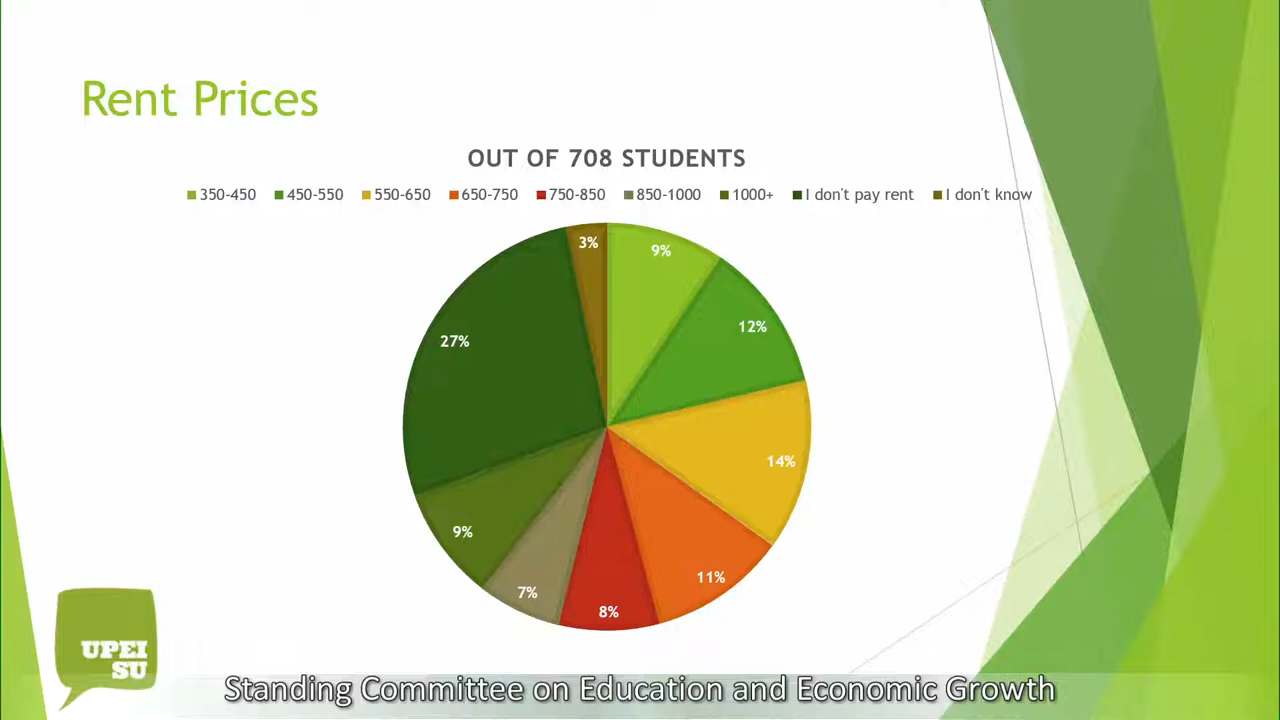 Rent Prices
OUT OF 708 STUDENTS
350-450 450-550 550-650 650-750 750-850 850-1000 1000+ I don't pay rent I don't know
3%
9%
12%
27%
14%
9%
11%
7%
8%
UPEI
SU
Standing Committee on Education and Economic Growth